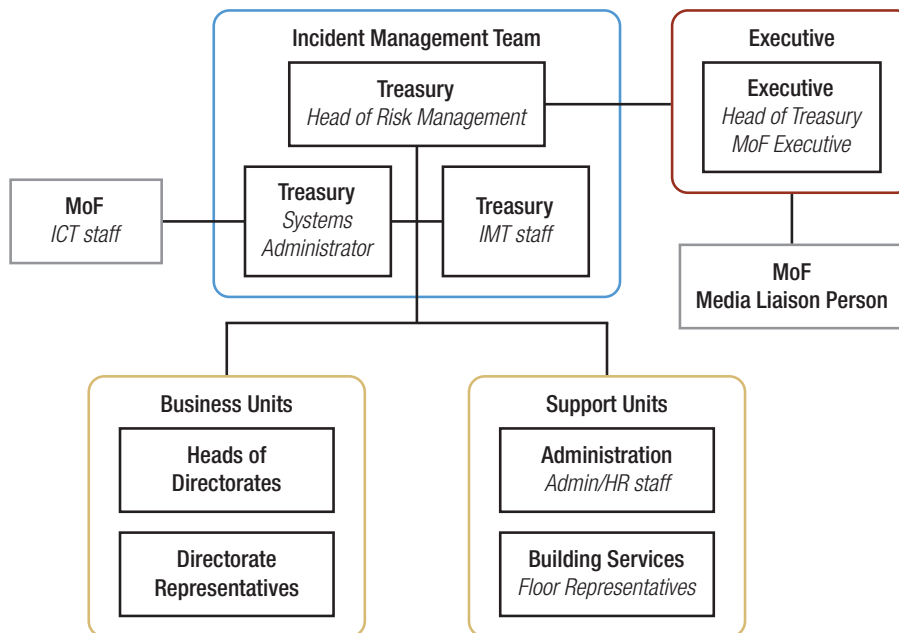 Incident Management Team
Treasury
Head of Risk Management
Treasury
Systems
Administrator
Treasury
IMT staff
MoF
ICT staff
Executive
Executive
Head of Treasury
MoF Executive
MoF
Media Liaison Person
Business Units
Heads of
Directorates
Directorate
Representatives
Support Units
Administration
Admin/HR staff
Building Services
Floor Representatives